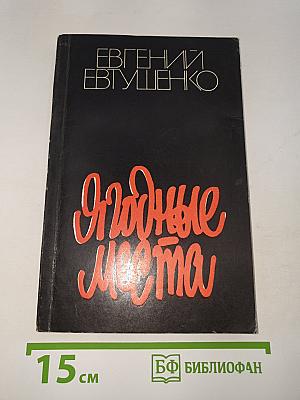 ЕВГЕНИЙ
ЕВТУШЕНКО
ягодные
места
15 см
БФ БИБЛИОФАН